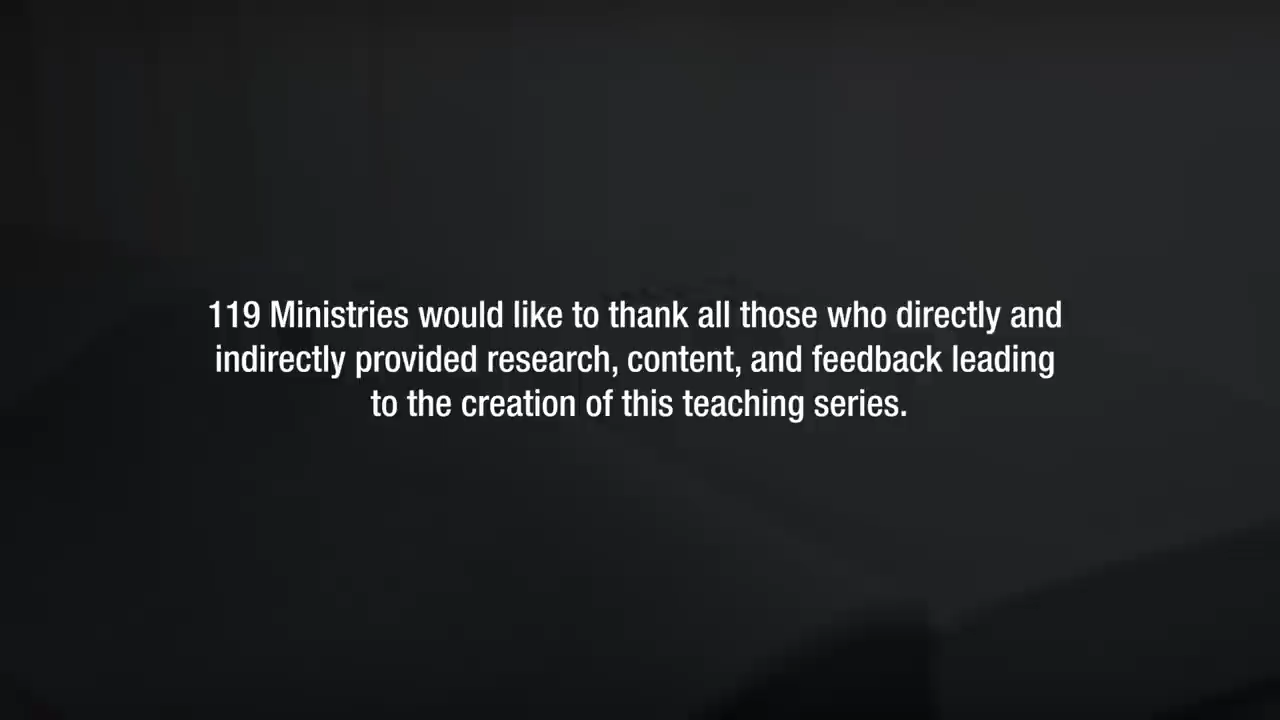 119 Ministries would like to thank all those who directly and
indirectly provided research, content, and feedback leading
to the creation of this teaching series.